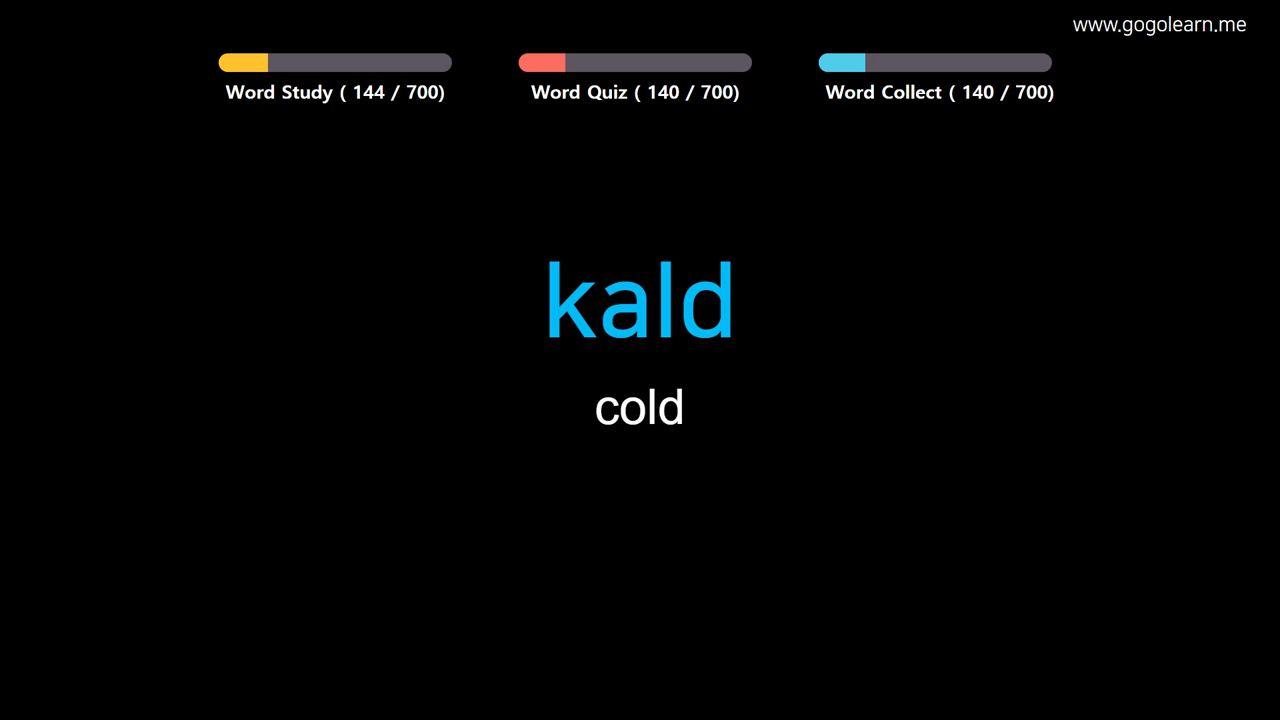 www.gogolearn.me
Word Study ( 144 / 700)
Word Quiz ( 140 / 700)
Word Collect ( 140 / 700)
kald
cold